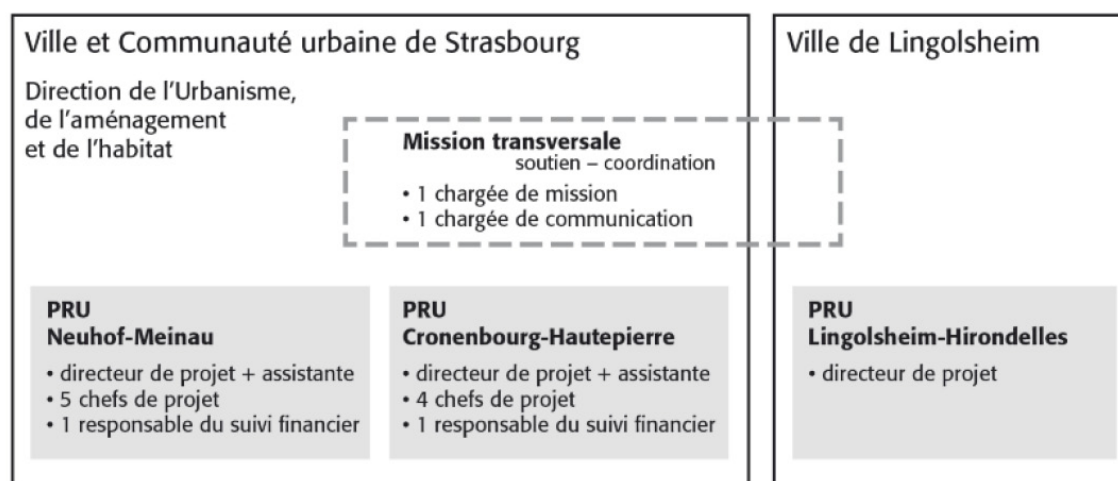 Ville et Communauté urbaine de Strasbourg
Direction de l'Urbanisme,
de l'aménagement
et de l'habitat
Mission transversale
soutien – coordination
• 1 chargée de mission
• 1 chargée de communication
PRU
Neuhof-Meinau
• directeur de projet + assistante
• 5 chefs de projet
• 1 responsable du suivi financier
PRU
Cronenbourg-Hautepierre
• directeur de projet + assistante
• 4 chefs de projet
• 1 responsable du suivi financier
Ville de Lingolsheim
PRU
Lingolsheim-Hirondelles
• directeur de projet